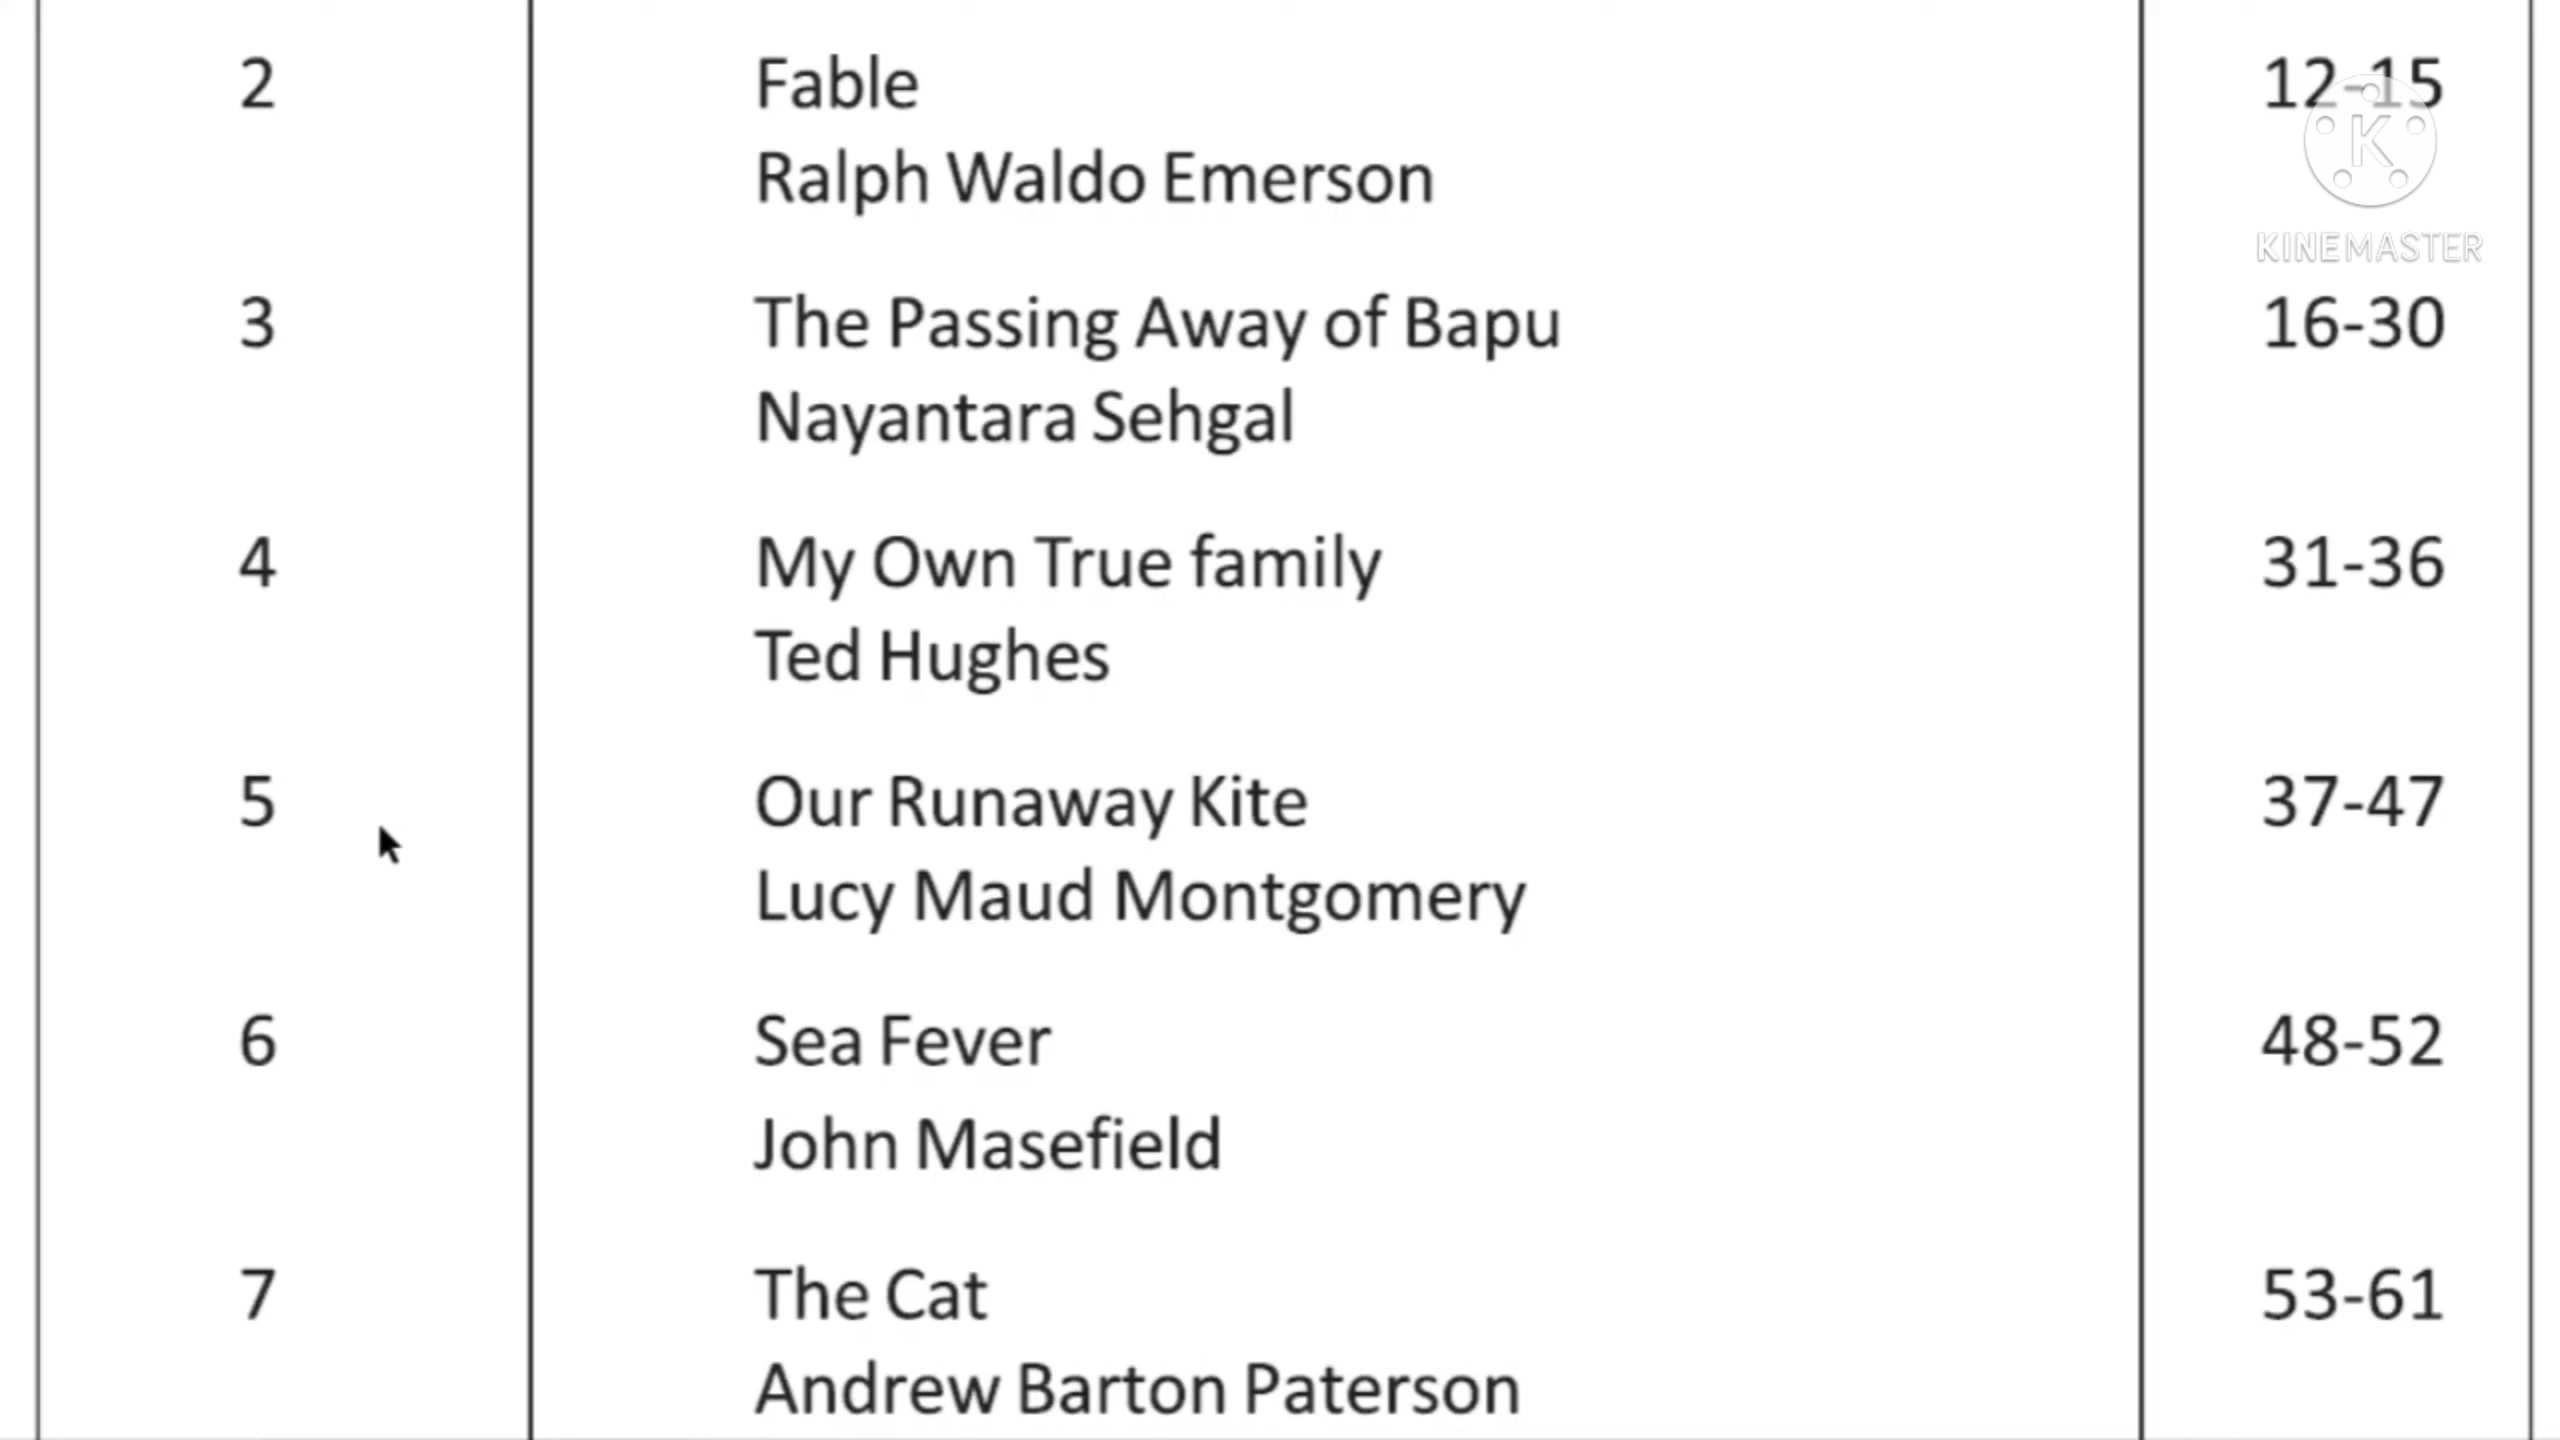 2 Fable 12-15
Ralph Waldo Emerson
KINEMASTER
3 The Passing Away of Bapu 16-30
Nayantara Sehgal
4 My Own True family 31-36
Ted Hughes
5 Our Runaway Kite 37-47
Lucy Maud Montgomery
6 Sea Fever 48-52
John Masefield
7 The Cat 53-61
Andrew Barton Paterson